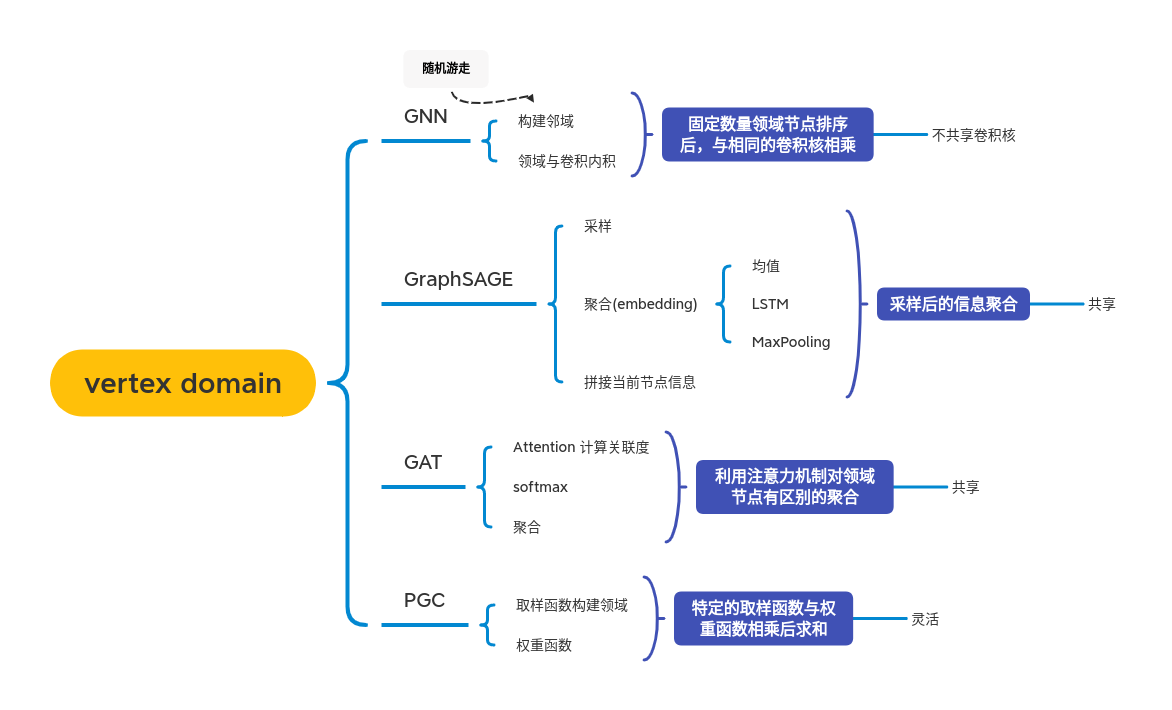 随机游走
GNN
构建邻域
领域与卷积内积
固定数量领域节点排序
后，与相同的卷积核相乘
不共享卷积核
GraphSAGE
采样
聚合(embedding)
均值
LSTM
MaxPooling
拼接当前节点信息
采样后的信息聚合
共享
vertex domain
GAT
Attention 计算关联度
softmax
聚合
利用注意力机制对领域
节点有区别的聚合
共享
PGC
取样函数构建领域
权重函数
特定的取样函数与权
重函数相乘后求和
灵活